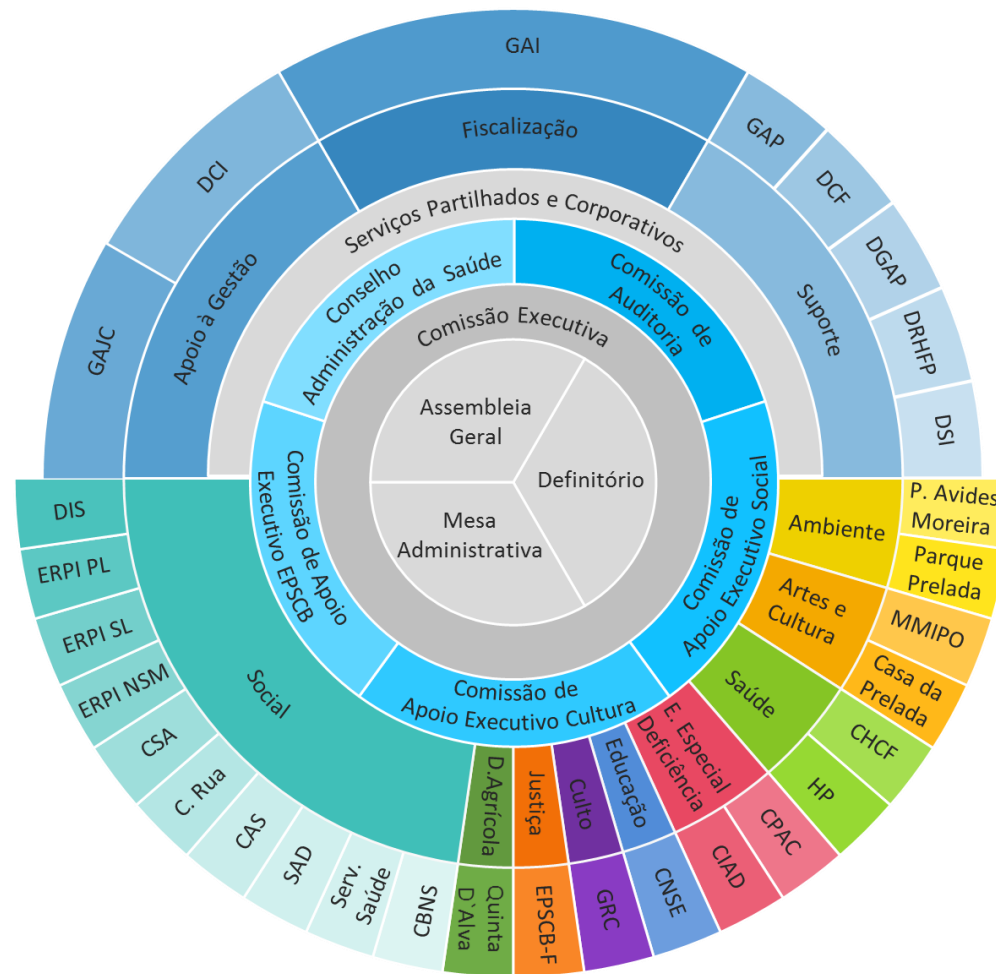 GAI
Fiscalização
GAP
DCF
DGAP
DRHFP
DSI
Suporte
DCI
GAJC
Apoio à Gestão
Serviços Partilhados e Corporativos
Conselho
Administração da Saúde
Comissão de
Auditoria
Comissão Executiva
Assembleia
Geral
Definitório
Mesa
Administrativa
Comissão de Apoio
Executivo EPSCB
Comissão de
Apoio Executivo Social
Comissão de
Apoio Executivo Cultura
Ambiente
P. Avides
Moreira
Parque
Prelada
Artes e
Cultura
MMIPO
Casa da
Prelada
Saúde
CHCF
HP
E. Especial
Deficiência
CPAC
CIAD
Educação
CNSE
Culto
GRC
Justiça
EPSCB-F
D.Agrícola
Quinta
D`Alva
Social
DIS
ERPI PL
ERPI SL
ERPI NSM
CSA
C. Rua
CAS
SAD
Serv.
Saúde
CBNS